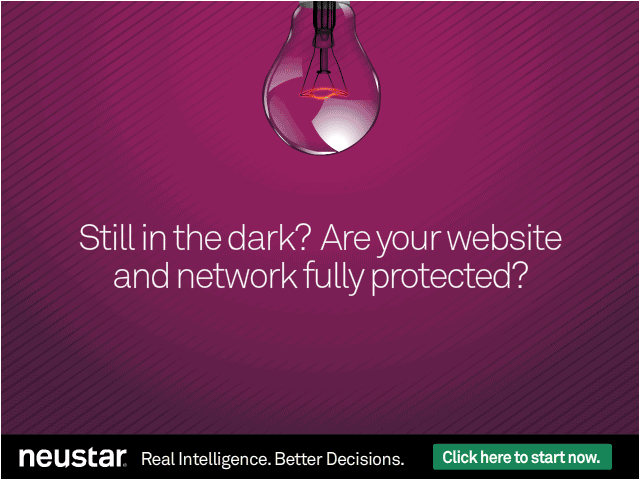 Still in the dark? Are your website
and network fully protected?
neustar. Real Intelligence. Better Decisions. Click here to start now.